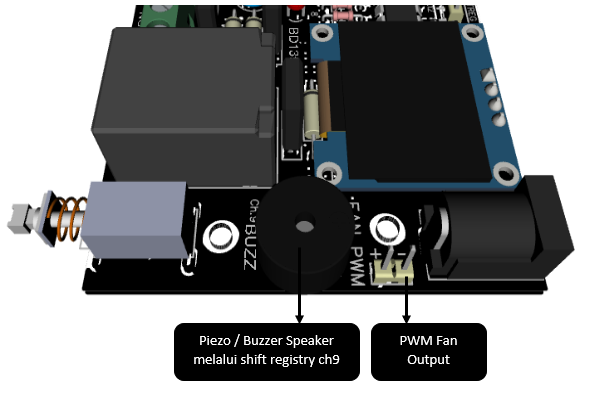 BD13
Ch.9
BUZZ
FAN PWM
+ -
Piezo / Buzzer Speaker
melalui shift registry ch9
PWM Fan
Output